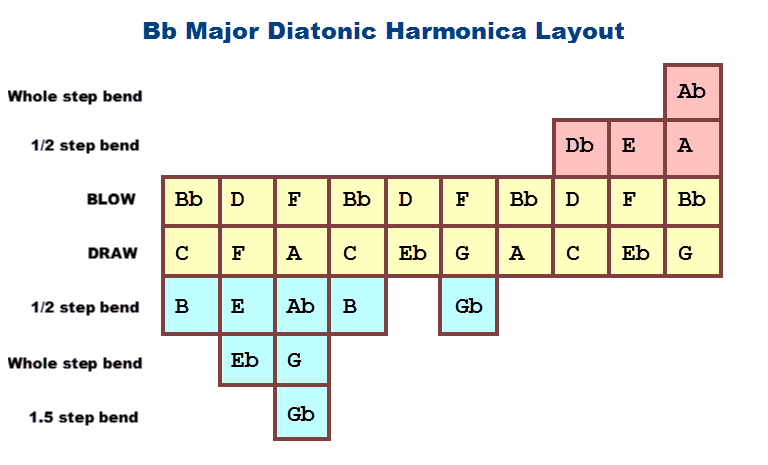 Bb Major Diatonic Harmonica Layout
Whole step bend Ab
1/2 step bend Db E A
BLOW Bb D F Bb D F Bb D F Bb
DRAW C F A C Eb G A C Eb G
1/2 step bend B E Ab B Gb
Whole step bend Eb G
1.5 step bend Gb